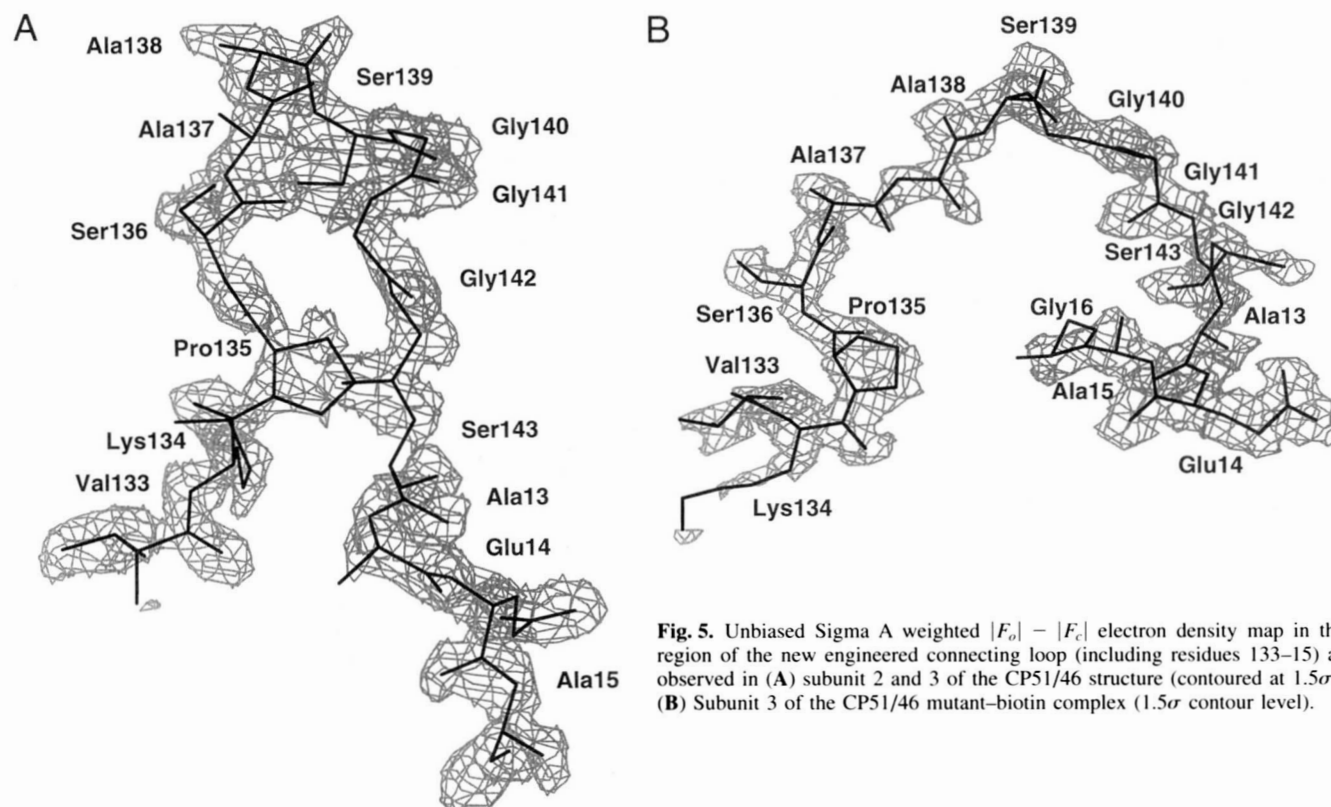 A
Ala138
Ser139
Ala137
Gly140
Gly141
Ser136
Gly142
Pro135
Lys134
Ser143
Val133
Ala13
Glu14
Ala15
B
Ser139
Ala138
Gly140
Ala137
Gly141
Gly142
Ser143
Ser136
Pro135
Gly16
Ala13
Val133
Ala15
Glu14
Lys134
Fig. 5. Unbiased Sigma A weighted |Fo| − |Fc| electron density map in th
region of the new engineered connecting loop (including residues 133–15) a
observed in (A) subunit 2 and 3 of the CP51/46 structure (contoured at 1.5σ
(B) Subunit 3 of the CP51/46 mutant–biotin complex (1.5σ contour level).